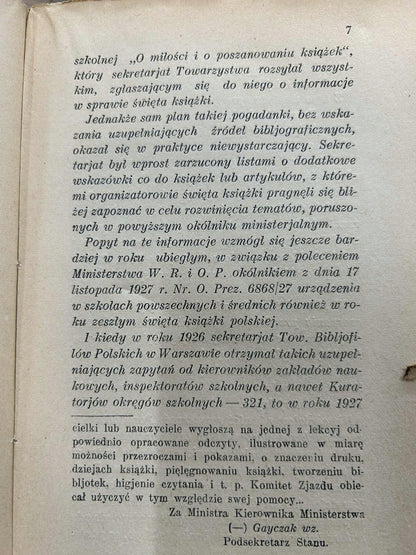 7
szkolnej „O miłości i o poszanowaniu książek",
który sekretarjat Towarzystwa rozsyłał wszyst-
kim, zgłaszającym się do niego o informacje
w sprawie święta książki.
Jednakże sam plan takiej pogadanki, bez wska-
zania uzupełniających źródeł bibljograficznych,
okazał się w praktyce niewystarczający. Sekre-
tarjat był wprost zarzucony listami o dodatkowe
wskazówki co do książek lub artykułów, z które-
mi organizatorowie święta książki pragnęli się bli-
żej zapoznać w celu rozwinięcia tematów, poruszo-
nych w powyższym okólniku ministerjalnym.
Popyt na te informacje wzmógł się jeszcze bar-
dziej w roku ubiegłym, w związku z poleceniem
Ministerstwa W. R. i O. P. okólnikiem z dnia 17
listopada 1927 r. Nr. O. Prez. 6868/27 urządzenia
w szkołach powszechnych i średnich również w ro-
ku zeszłym święta książki polskiej.
I kiedy w roku 1926 sekretarjat Tow. Bibljofi-
łów Polskich w Warszawie otrzymał takich uzupeł-
niających zapytań od kierowników zakładów nau-
kowych, inspektoratów szkolnych, a nawet Kura-
torjów okręgów szkolnych — 321, to w roku 1927
cielki lub nauczyciele wygłoszą na jednej z lekcyj od-
powiednio opracowane odczyty, ilustrowane w miarę
możności przezroczami i pokazami, o znaczeniu druku,
dziejach książki, pielęgnowaniu książki, tworzeniu bi-
bljotek, higjenie czytania i t. p. Komitet Zjazdu obie-
cał użyczyć w tym względzie swej pomocy...
Za Ministra Kierownika Ministerstwa
(—) Gayczak wz.
Podsekretarz Stanu.